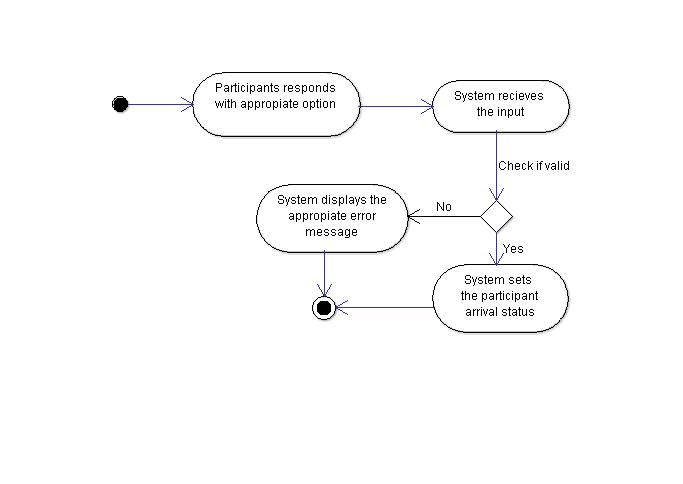 Participants responds
with appropiate option
System recieves
the input
Check if valid
System displays the
appropiate error
message
No
Yes
System sets
the participant
arrival status